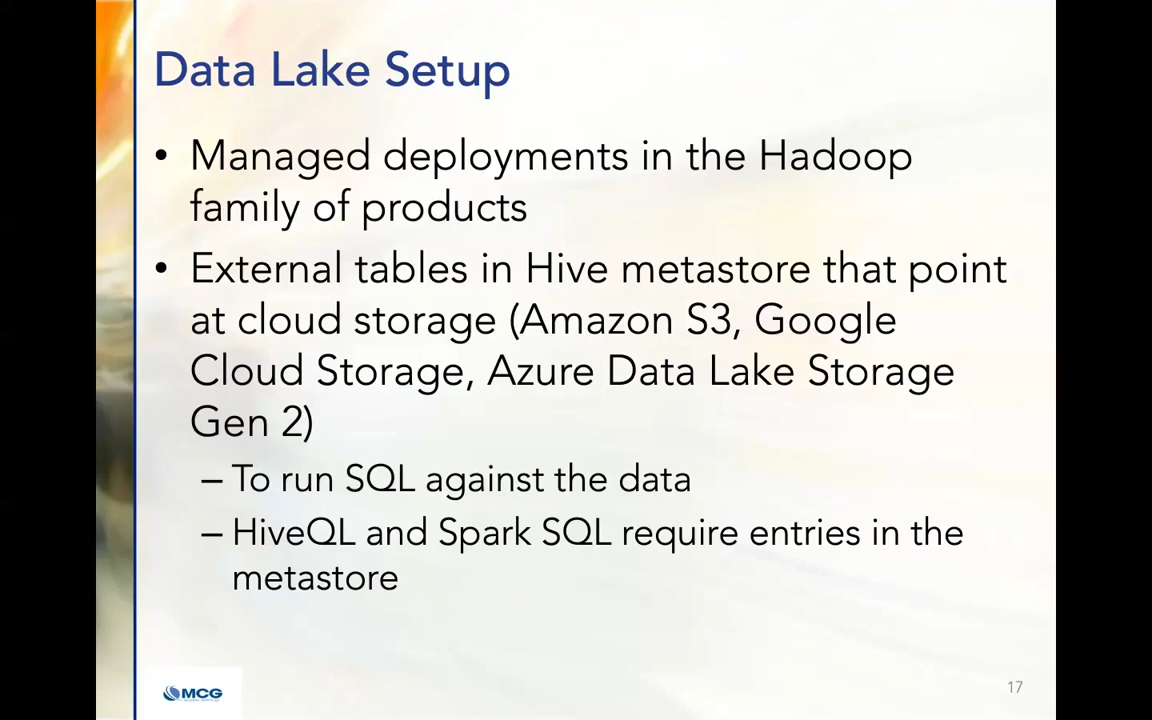 Data Lake Setup
• Managed deployments in the Hadoop
family of products
• External tables in Hive metastore that point
at cloud storage (Amazon S3, Google
Cloud Storage, Azure Data Lake Storage
Gen 2)
– To run SQL against the data
– HiveQL and Spark SQL require entries in the
metastore
MCG
17